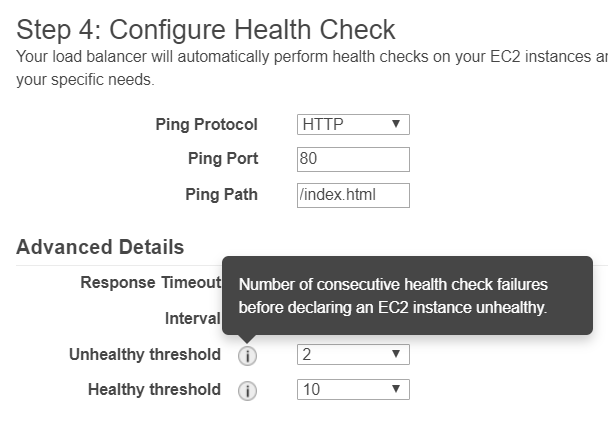 Step 4: Configure Health Check
Your load balancer will automatically perform health checks on your EC2 instances
your specific needs.
Ping Protocol HTTP
Ping Port 80
Ping Path /index.html
Advanced Details
Response Timeout
Number of consecutive health check failures
before declaring an EC2 instance unhealthy.
Interval
Unhealthy threshold i 2
Healthy threshold i 10